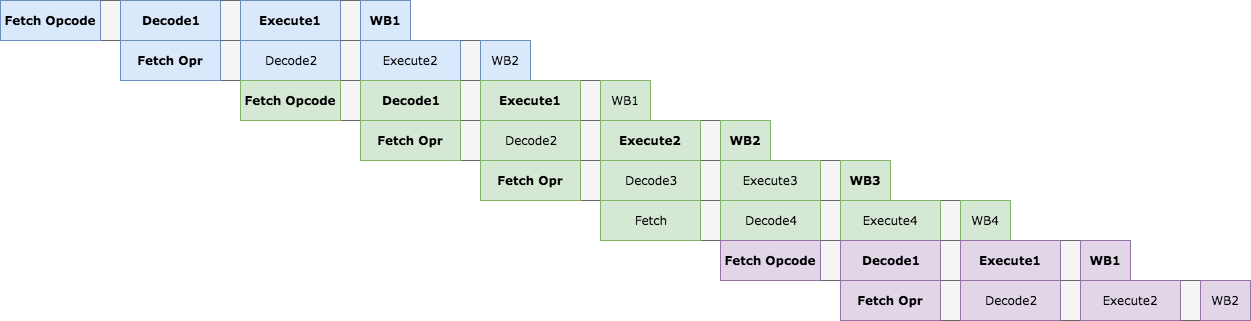 Fetch Opcode Decode1 Execute1 WB1
Fetch Opr Decode2 Execute2 WB2
Fetch Opcode Decode1 Execute1 WB1
Fetch Opr Decode2 Execute2 WB2
Fetch Opr Decode3 Execute3 WB3
Fetch Decode4 Execute4 WB4
Fetch Opcode Decode1 Execute1 WB1
Fetch Opr Decode2 Execute2 WB2